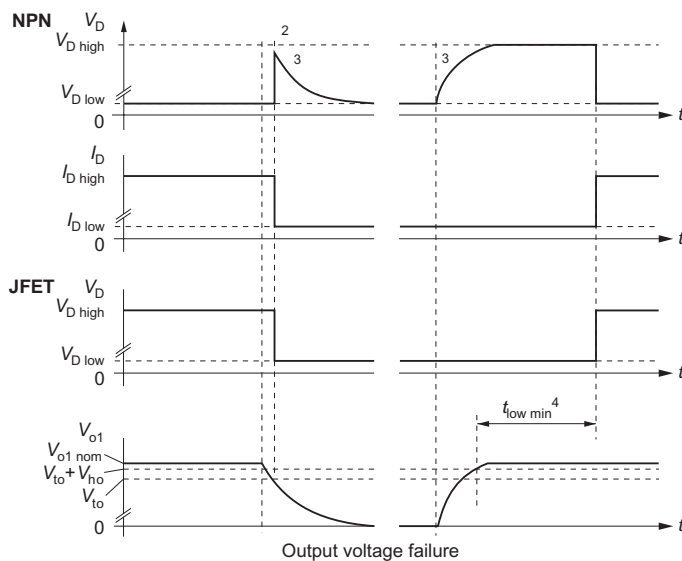 NPN
V_D
V_D high
2
3
3
V_D low
0
t
I_D
I_D high
I_D low
0
t
JFET
V_D
V_D high
V_D low
0
t
t_low min^4
V_o1
V_o1 nom
V_to + V_ho
V_to
0
t
Output voltage failure